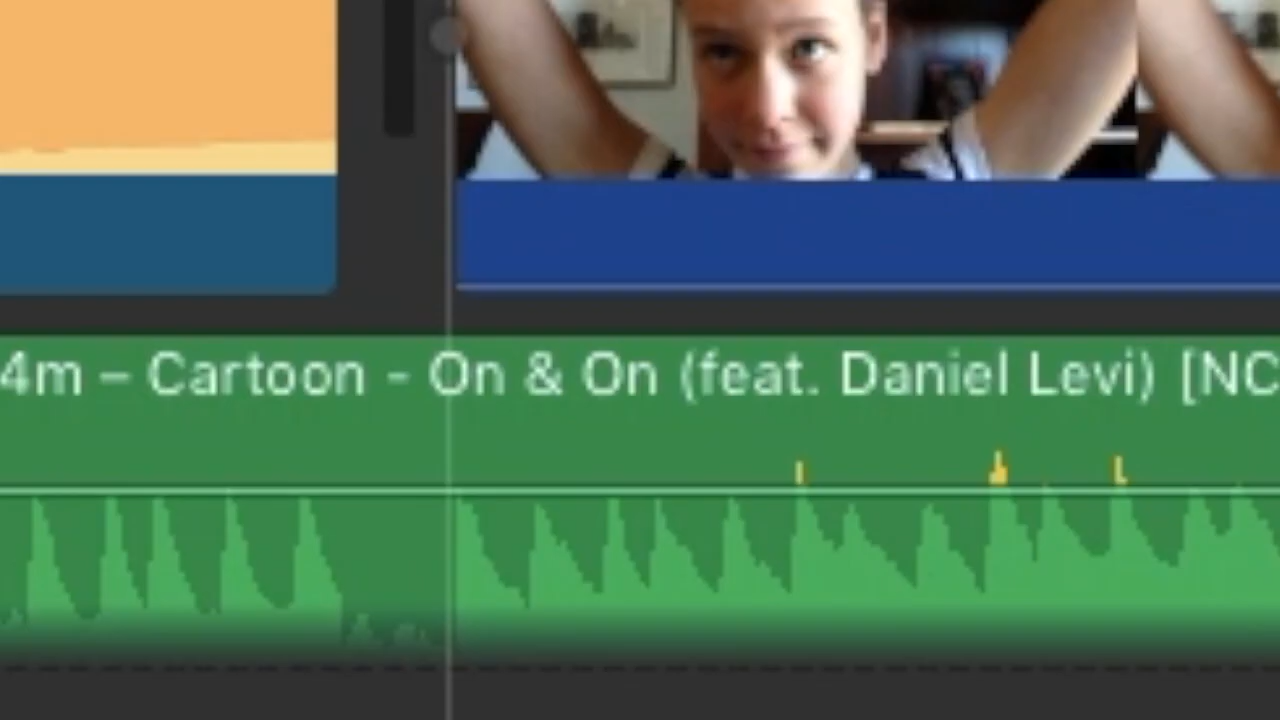 4m – Cartoon - On & On (feat. Daniel Levi) [NC